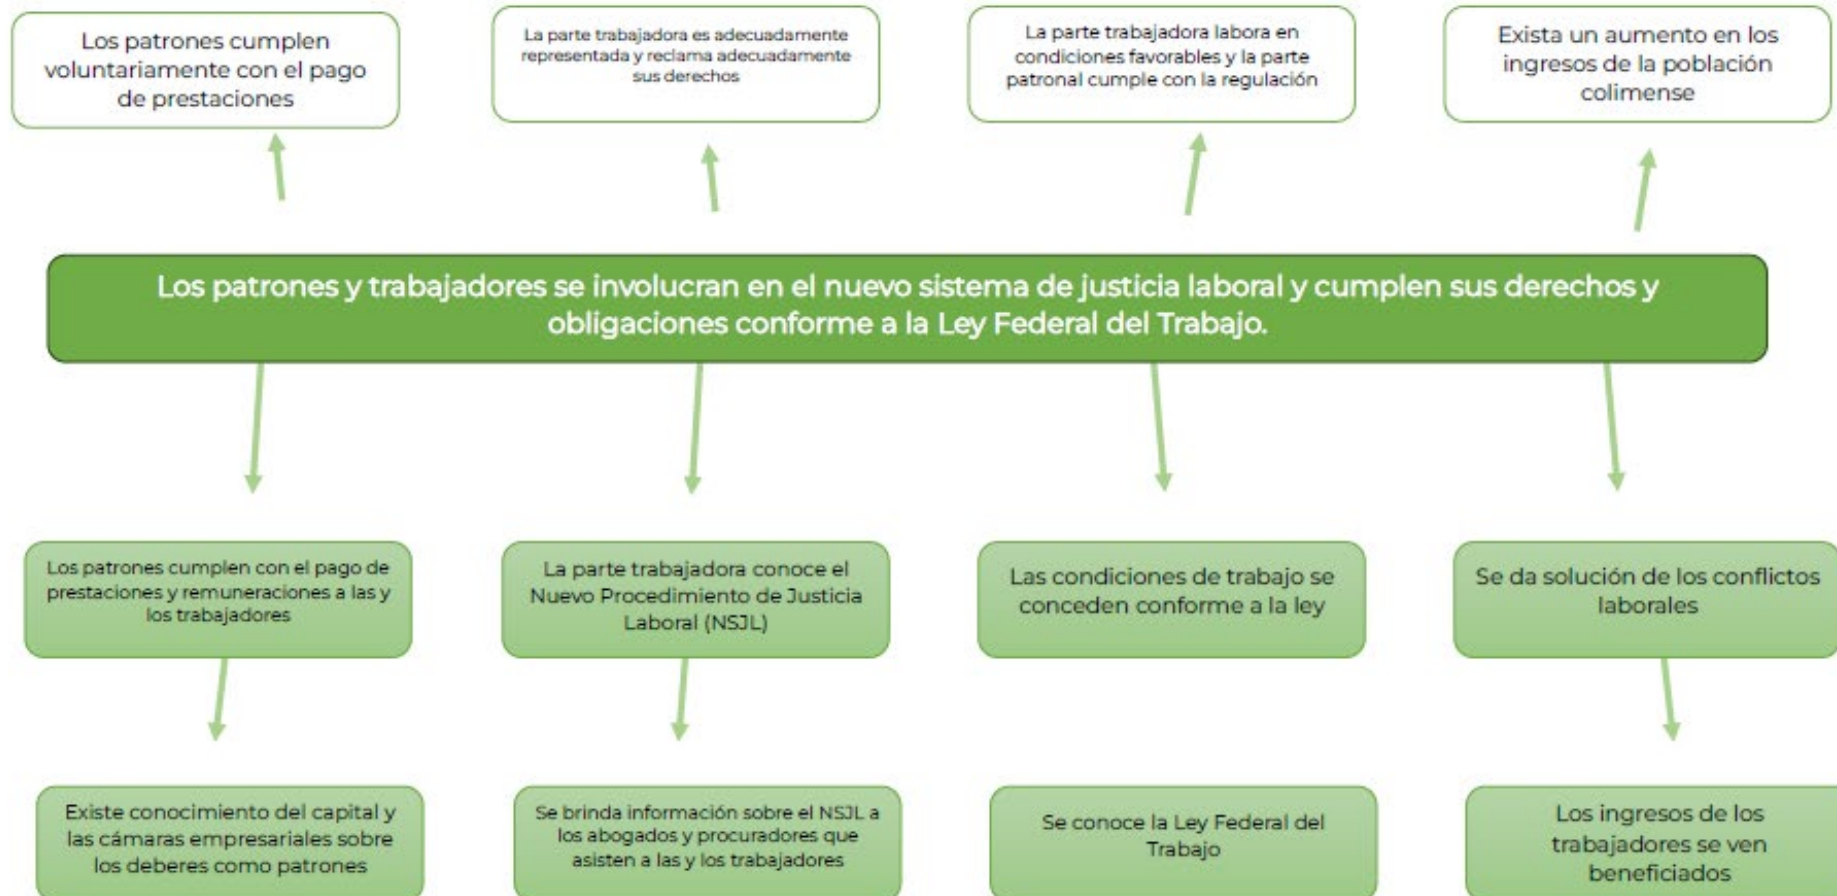 Los patrones cumplen
voluntariamente con el pago
de prestaciones
La parte trabajadora es adecuadamente
representada y reclama adecuadamente
sus derechos
La parte trabajadora labora en
condiciones favorables y la parte
patronal cumple con la regulación
Exista un aumento en los
ingresos de la población
colimense
Los patrones y trabajadores se involucran en el nuevo sistema de justicia laboral y cumplen sus derechos y
obligaciones conforme a la Ley Federal del Trabajo.
Los patrones cumplen con el pago de
prestaciones y remuneraciones a las y
los trabajadores
La parte trabajadora conoce el
Nuevo Procedimiento de Justicia
Laboral (NSJL)
Las condiciones de trabajo se
conceden conforme a la ley
Se da solución de los conflictos
laborales
Existe conocimiento del capital y
las cámaras empresariales sobre
los deberes como patrones
Se brinda información sobre el NSJL a
los abogados y procuradores que
asisten a las y los trabajadores
Se conoce la Ley Federal del
Trabajo
Los ingresos de los
trabajadores se ven
beneficiados